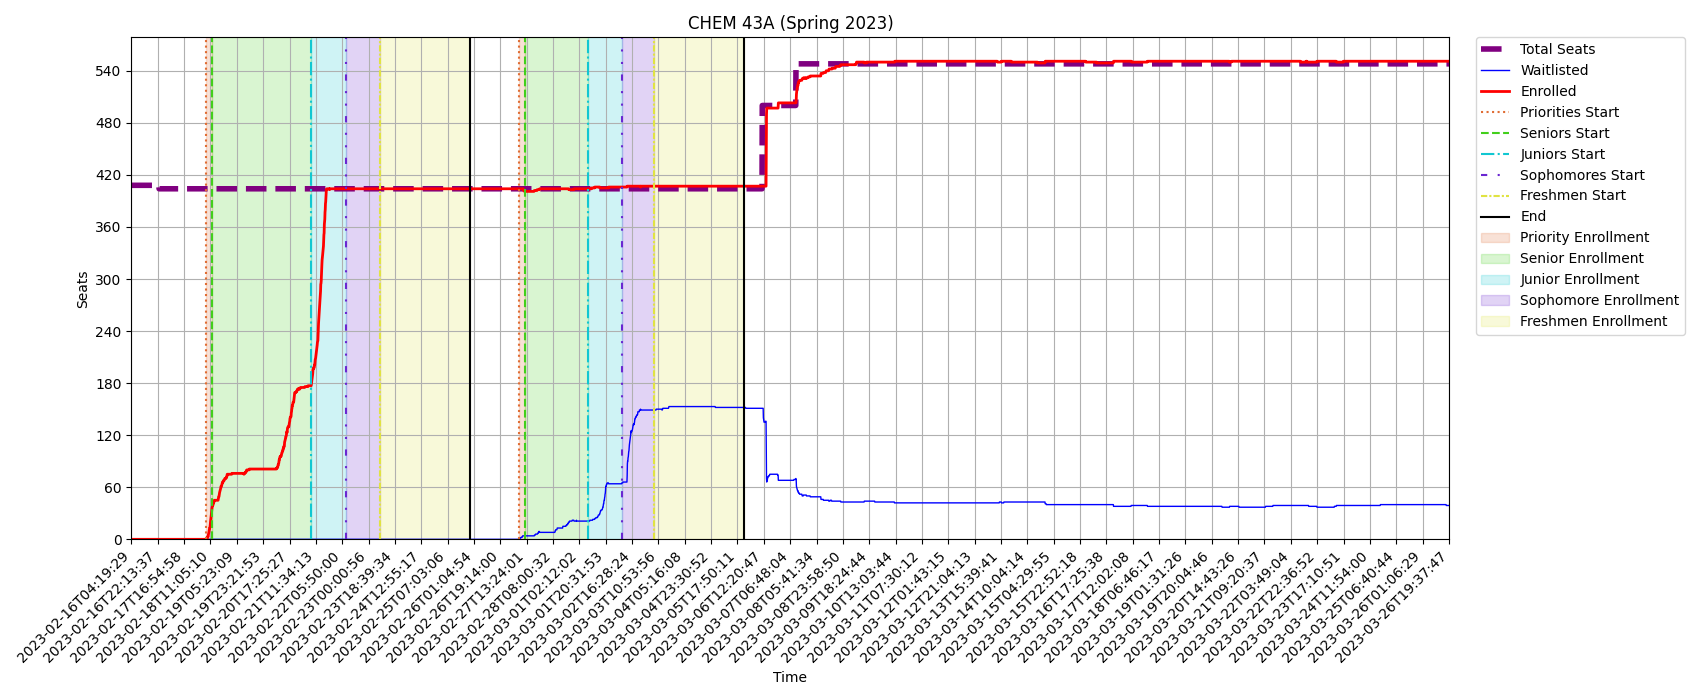 CHEM 43A (Spring 2023)
Seats
540
480
420
360
300
240
180
120
60
0
2023-02-16T04:19:29
2023-02-16T22:13:37
2023-02-17T16:54:58
2023-02-18T11:05:10
2023-02-19T05:23:09
2023-02-19T23:21:53
2023-02-20T17:25:27
2023-02-21T11:34:13
2023-02-22T05:50:00
2023-02-23T00:00:56
2023-02-23T18:39:34
2023-02-24T12:55:17
2023-02-25T07:03:06
2023-02-26T01:04:54
2023-02-26T19:14:00
2023-02-27T13:24:01
2023-02-28T08:00:32
2023-03-01T02:12:02
2023-03-01T20:31:53
2023-03-02T16:28:24
2023-03-03T10:53:56
2023-03-04T05:16:08
2023-03-04T23:30:52
2023-03-05T17:50:11
2023-03-06T12:20:47
2023-03-07T06:48:04
2023-03-08T05:41:34
2023-03-08T23:58:50
2023-03-09T18:24:44
2023-03-10T13:03:44
2023-03-11T07:30:12
2023-03-12T01:43:15
2023-03-12T21:04:13
2023-03-13T15:39:41
2023-03-14T10:04:14
2023-03-15T04:29:55
2023-03-15T22:52:18
2023-03-16T17:25:38
2023-03-17T12:02:08
2023-03-18T06:46:17
2023-03-19T01:31:26
2023-03-19T20:04:46
2023-03-20T14:43:26
2023-03-21T09:20:37
2023-03-22T03:49:04
2023-03-22T22:36:52
2023-03-23T17:10:51
2023-03-24T11:54:00
2023-03-25T06:40:44
2023-03-26T01:06:29
2023-03-26T19:37:47
Time
Total Seats
Waitlisted
Enrolled
Priorities Start
Seniors Start
Juniors Start
Sophomores Start
Freshmen Start
End
Priority Enrollment
Senior Enrollment
Junior Enrollment
Sophomore Enrollment
Freshmen Enrollment